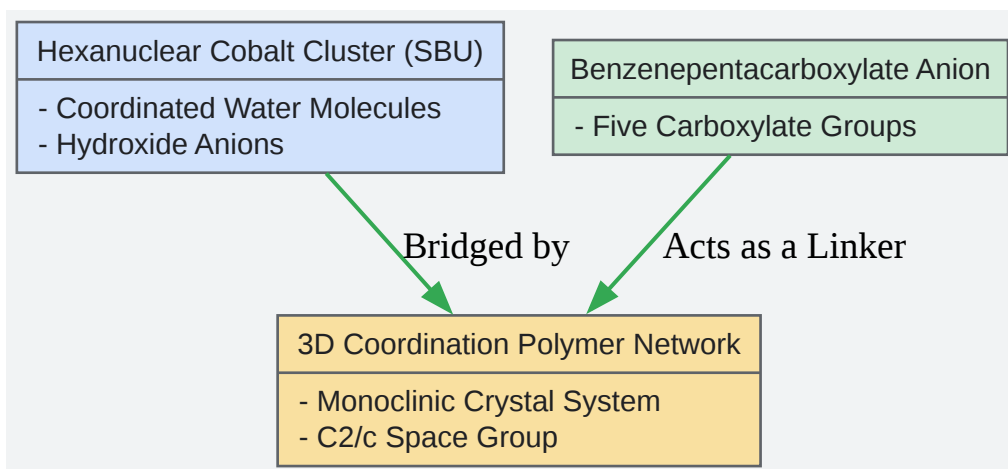 Hexanuclear Cobalt Cluster (SBU)
- Coordinated Water Molecules
- Hydroxide Anions
Benzenepentacarboxylate Anion
- Five Carboxylate Groups
Bridged by
Acts as a Linker
3D Coordination Polymer Network
- Monoclinic Crystal System
- C2/c Space Group